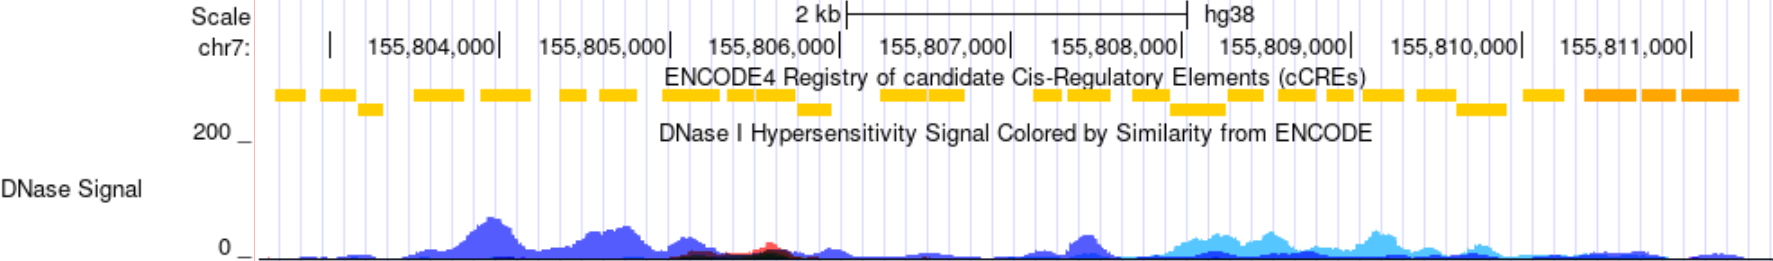 Scale 2 kb hg38
chr7: 155,804,000 155,805,000 155,806,000 155,807,000 155,808,000 155,809,000 155,810,000 155,811,000
ENCODE4 Registry of candidate Cis-Regulatory Elements (cCREs)
200
DNase I Hypersensitivity Signal Colored by Similarity from ENCODE
DNase Signal
0